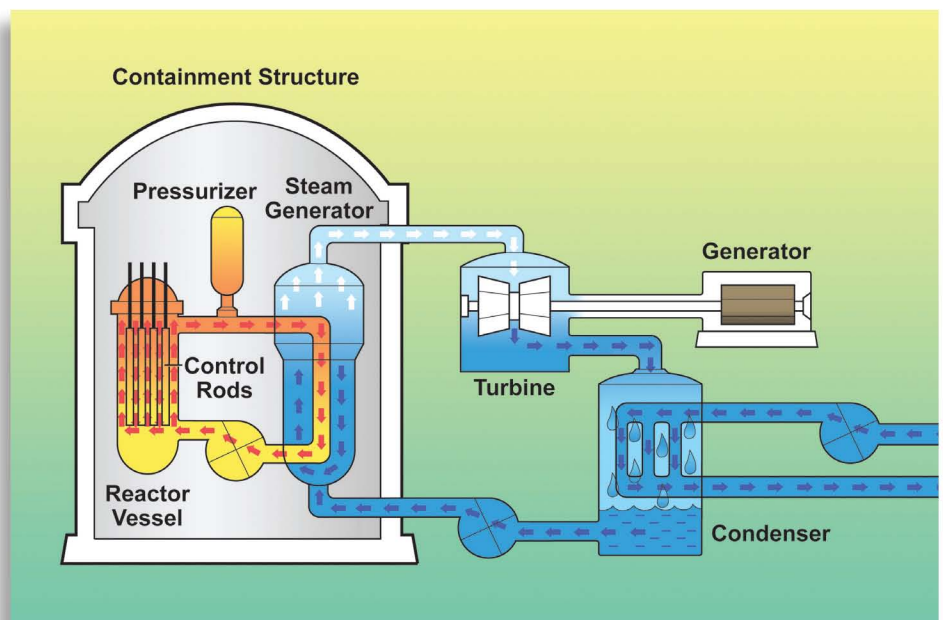 Containment Structure
Pressurizer
Steam
Generator
Generator
Control
Rods
Turbine
Reactor
Vessel
Condenser